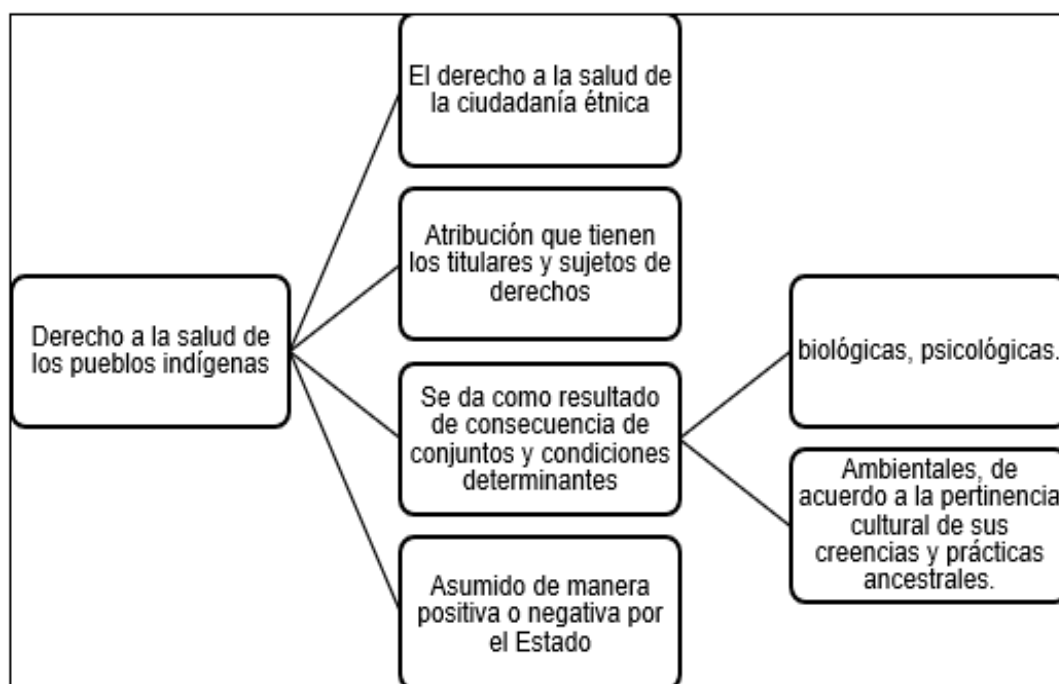 Derecho a la salud de
los pueblos indígenas
El derecho a la salud de
la ciudadanía étnica
Atribución que tienen
los titulares y sujetos de
derechos
Se da como resultado
de consecuencia de
conjuntos y condiciones
determinantes
Asumido de manera
positiva o negativa por
el Estado
biológicas, psicológicas.
Ambientales, de
acuerdo a la pertinencia
cultural de sus
creencias y prácticas
ancestrales.